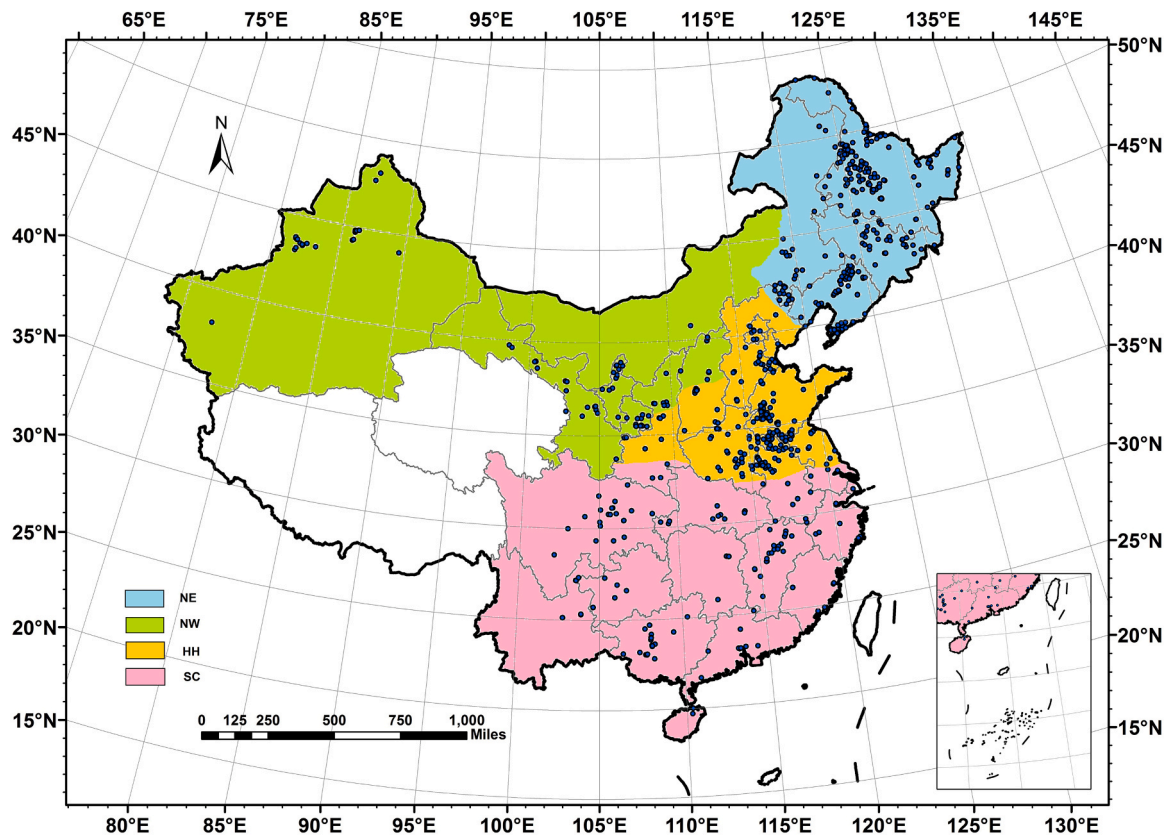 65°E 75°E 85°E 95°E 105°E 115°E 125°E 145°E
50°N
45°N 45°N
40°N 40°N
35°N 35°N
30°N 30°N
25°N 25°N
20°N 20°N
15°N 15°N
N
NE
NW
HH
SC
0 125 250 500 750 1,000
Miles
80°E 85°E 90°E 95°E 100°E 105°E 110°E 115°E 120°E 125°E 130°E